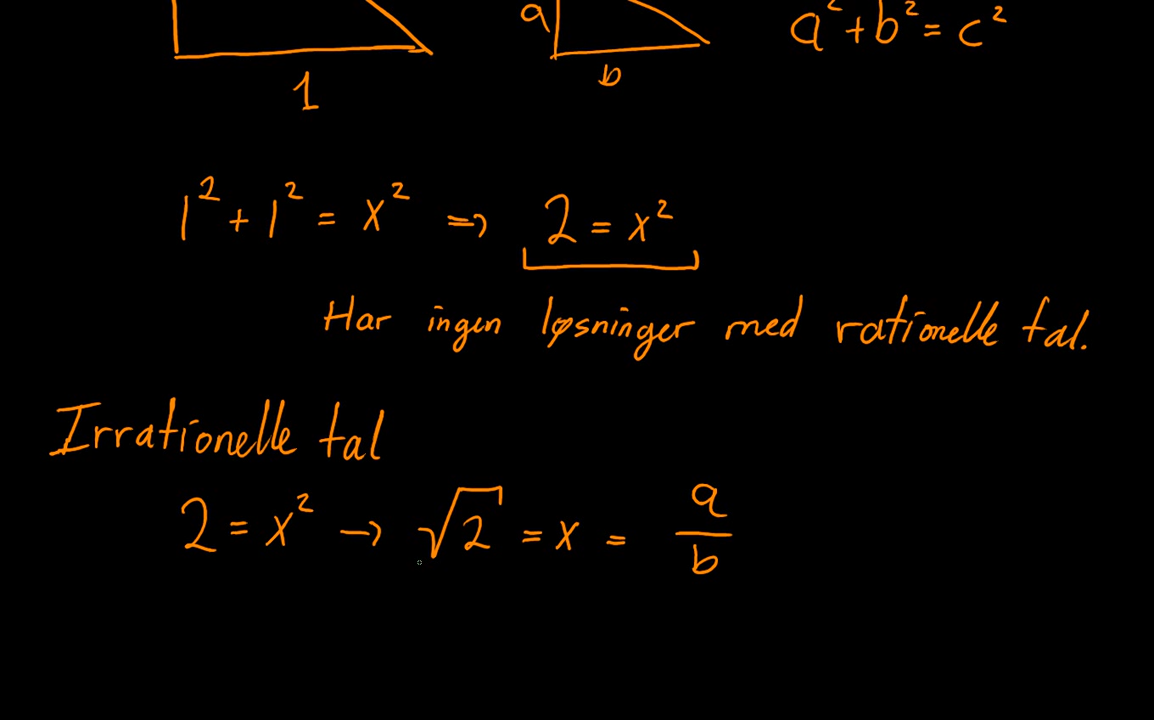 a b a² + b² = c²
1
1² + 1² = x² => 2 = x²
Har ingen løsninger med rationelle tal.
Irrationelle tal
2 = x² → √2 = x = a/b